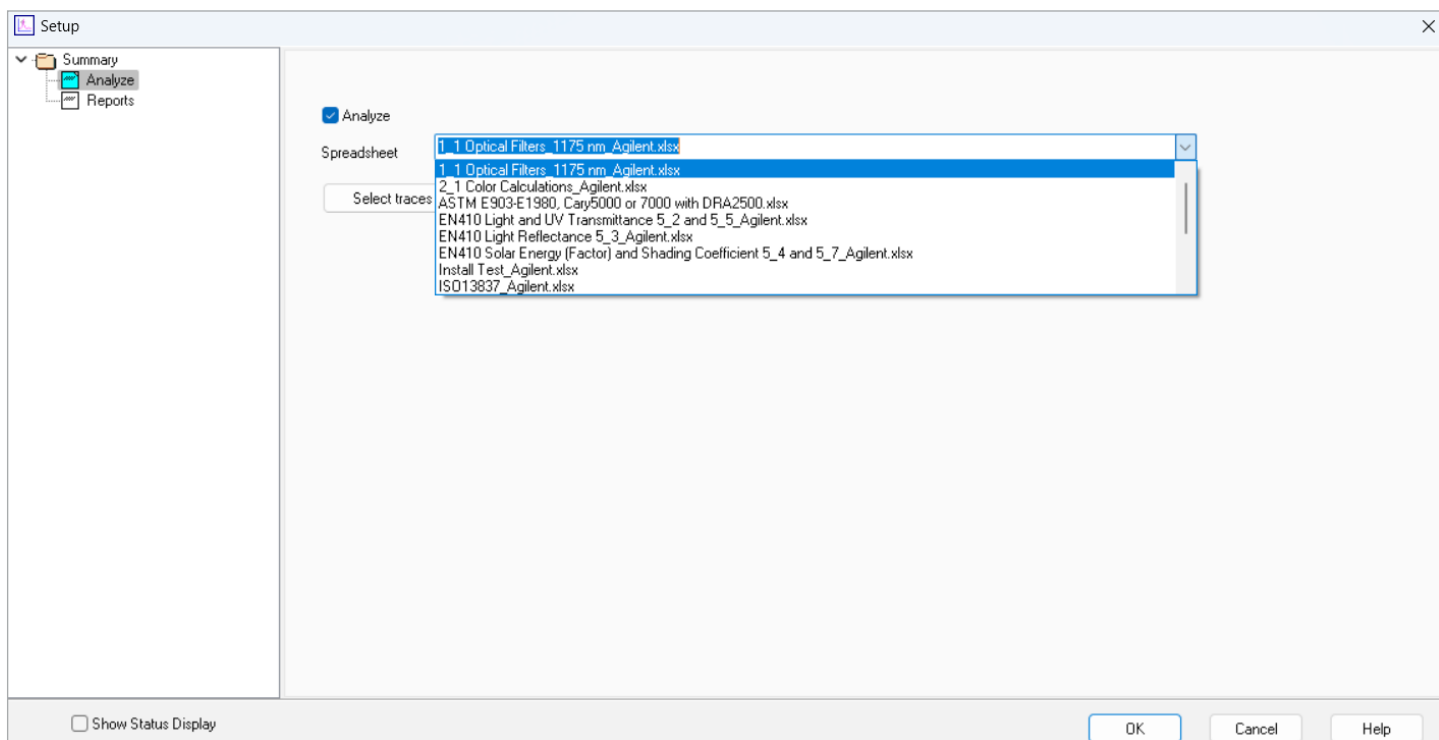 Setup
Summary
Analyze
Reports
Analyze
Spreadsheet
1_1 Optical Filters_1175 nm_Agilent.xlsx
1_1 Optical Filters_1175 nm_Agilent.xlsx
2_1 Color Calculations_Agilent.xlsx
Select traces
ASTM E903-E1980, Cary5000 or 7000 with DRA2500.xlsx
EN410 Light and UV Transmittance 5_2 and 5_5_Agilent.xlsx
EN410 Light Reflectance 5_3_Agilent.xlsx
EN410 Solar Energy (Factor) and Shading Coefficient 5_4 and 5_7_Agilent.xlsx
Install Test_Agilent.xlsx
ISO13837_Agilent.xlsx
Show Status Display
OK
Cancel
Help